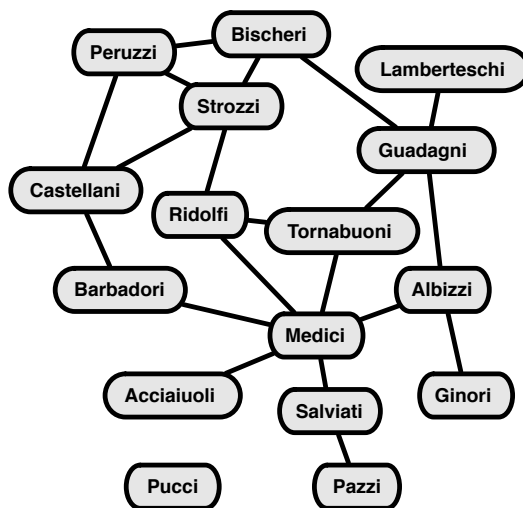 Bischeri
Peruzzi
Lamberteschi
Strozzi
Guadagni
Castellani
Ridolfi
Tornabuoni
Barbadori
Albizzi
Medici
Acciaiuoli
Ginori
Salviati
Pucci
Pazzi